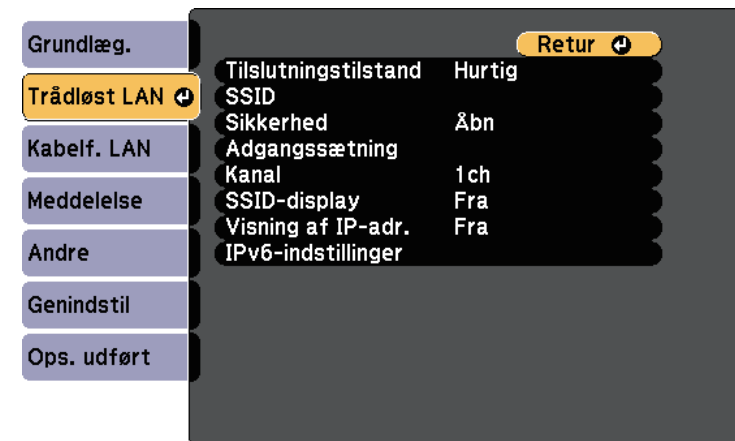 Grundlæg.
Trådløst LAN
Kabelf. LAN
Meddelelse
Andre
Genindstil
Ops. udført
Retur
Tilslutningstilstand Hurtig
SSID
Sikkerhed Åbn
Adgangssætning
Kanal 1ch
SSID-display Fra
Visning af IP-adr. Fra
IPv6-indstillinger